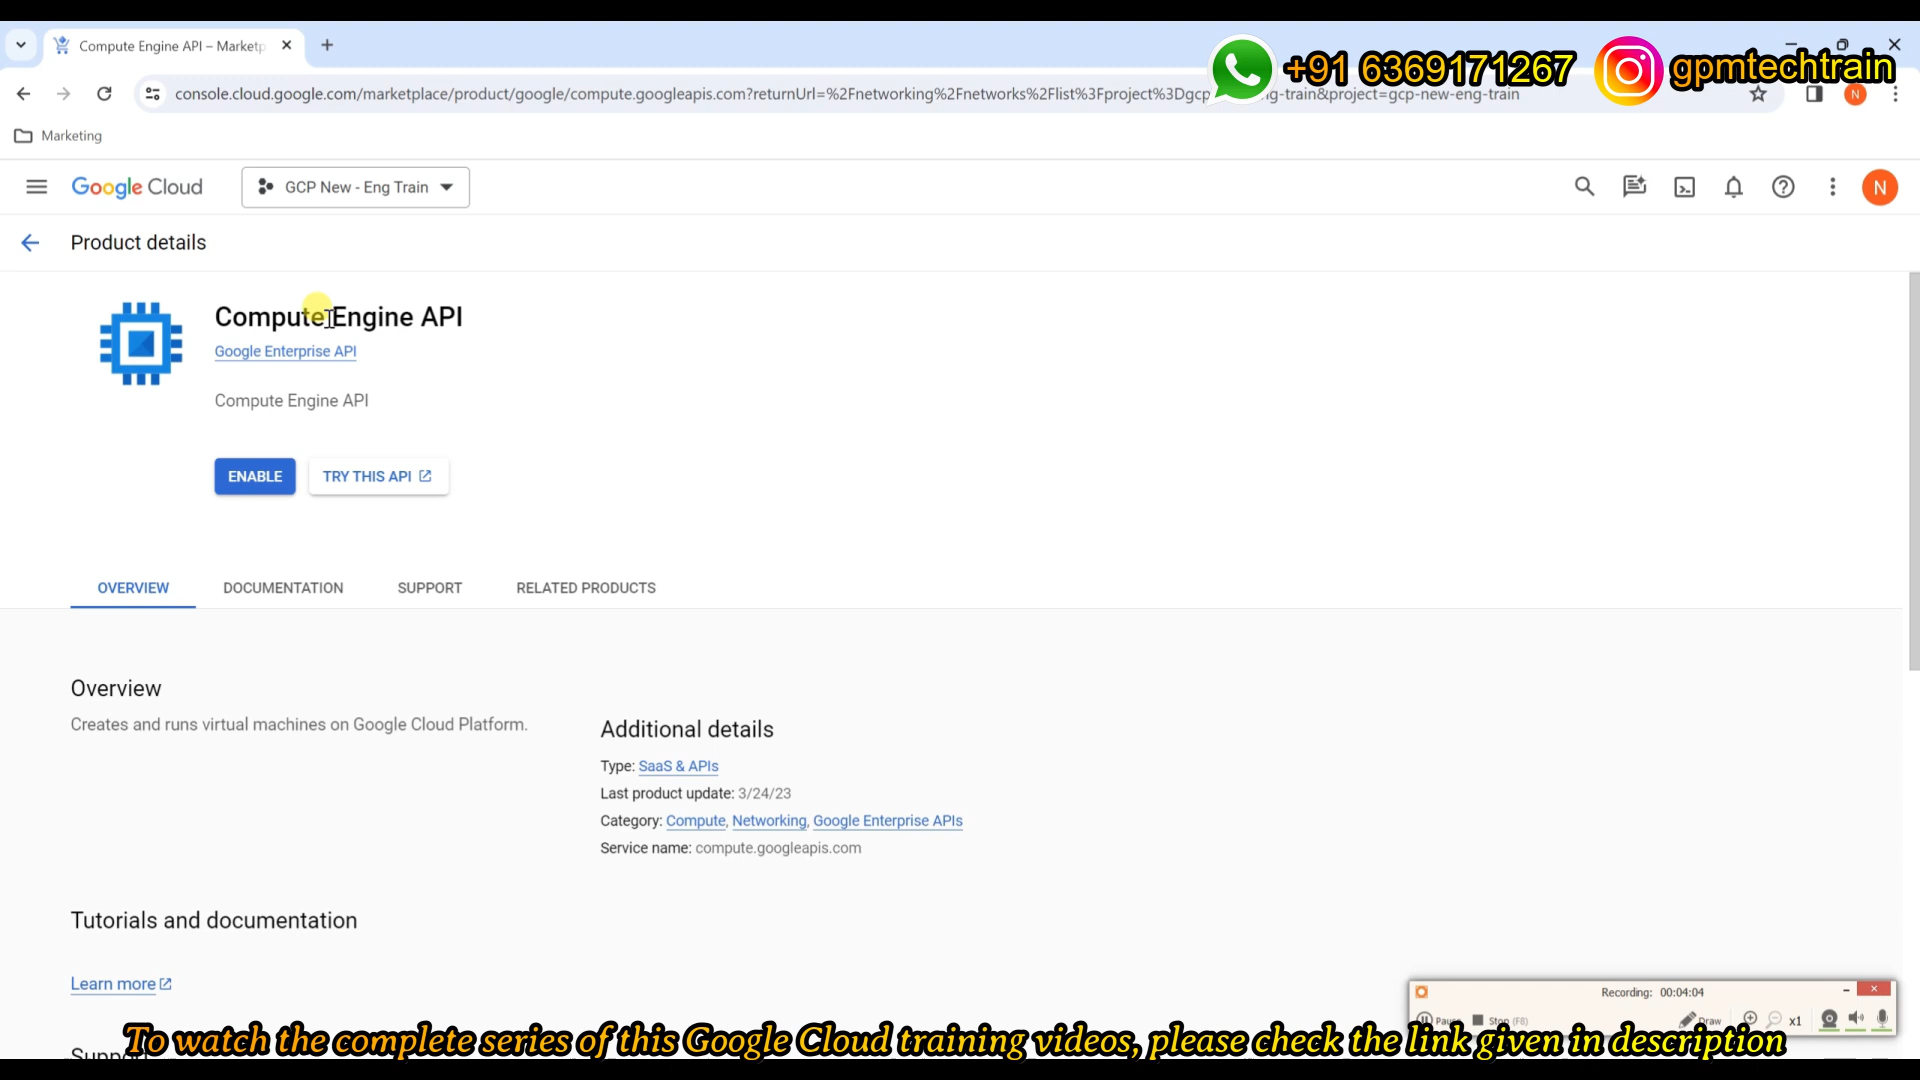 Compute Engine API – Marketp
+91 6369171267
gpmtechtrain
console.cloud.google.com/marketplace/product/google/compute.googleapis.com?returnUrl=%2Fnetworking%2Fnetworks%2Flist%3Fproject%3Dgcp g-train&project=gcp-new-eng-train
N
Marketing
Google Cloud
GCP New - Eng Train
N
Product details
Compute Engine API
Google Enterprise API
Compute Engine API
ENABLE
TRY THIS API
OVERVIEW
DOCUMENTATION
SUPPORT
RELATED PRODUCTS
Overview
Creates and runs virtual machines on Google Cloud Platform.
Additional details
Type: SaaS & APIs
Last product update: 3/24/23
Category: Compute, Networking, Google Enterprise APIs
Service name: compute.googleapis.com
Tutorials and documentation
Learn more
Recording: 00:04:04
Stop (F8)
Draw
x1
To watch the complete series of this Google Cloud training videos, please check the link given in description